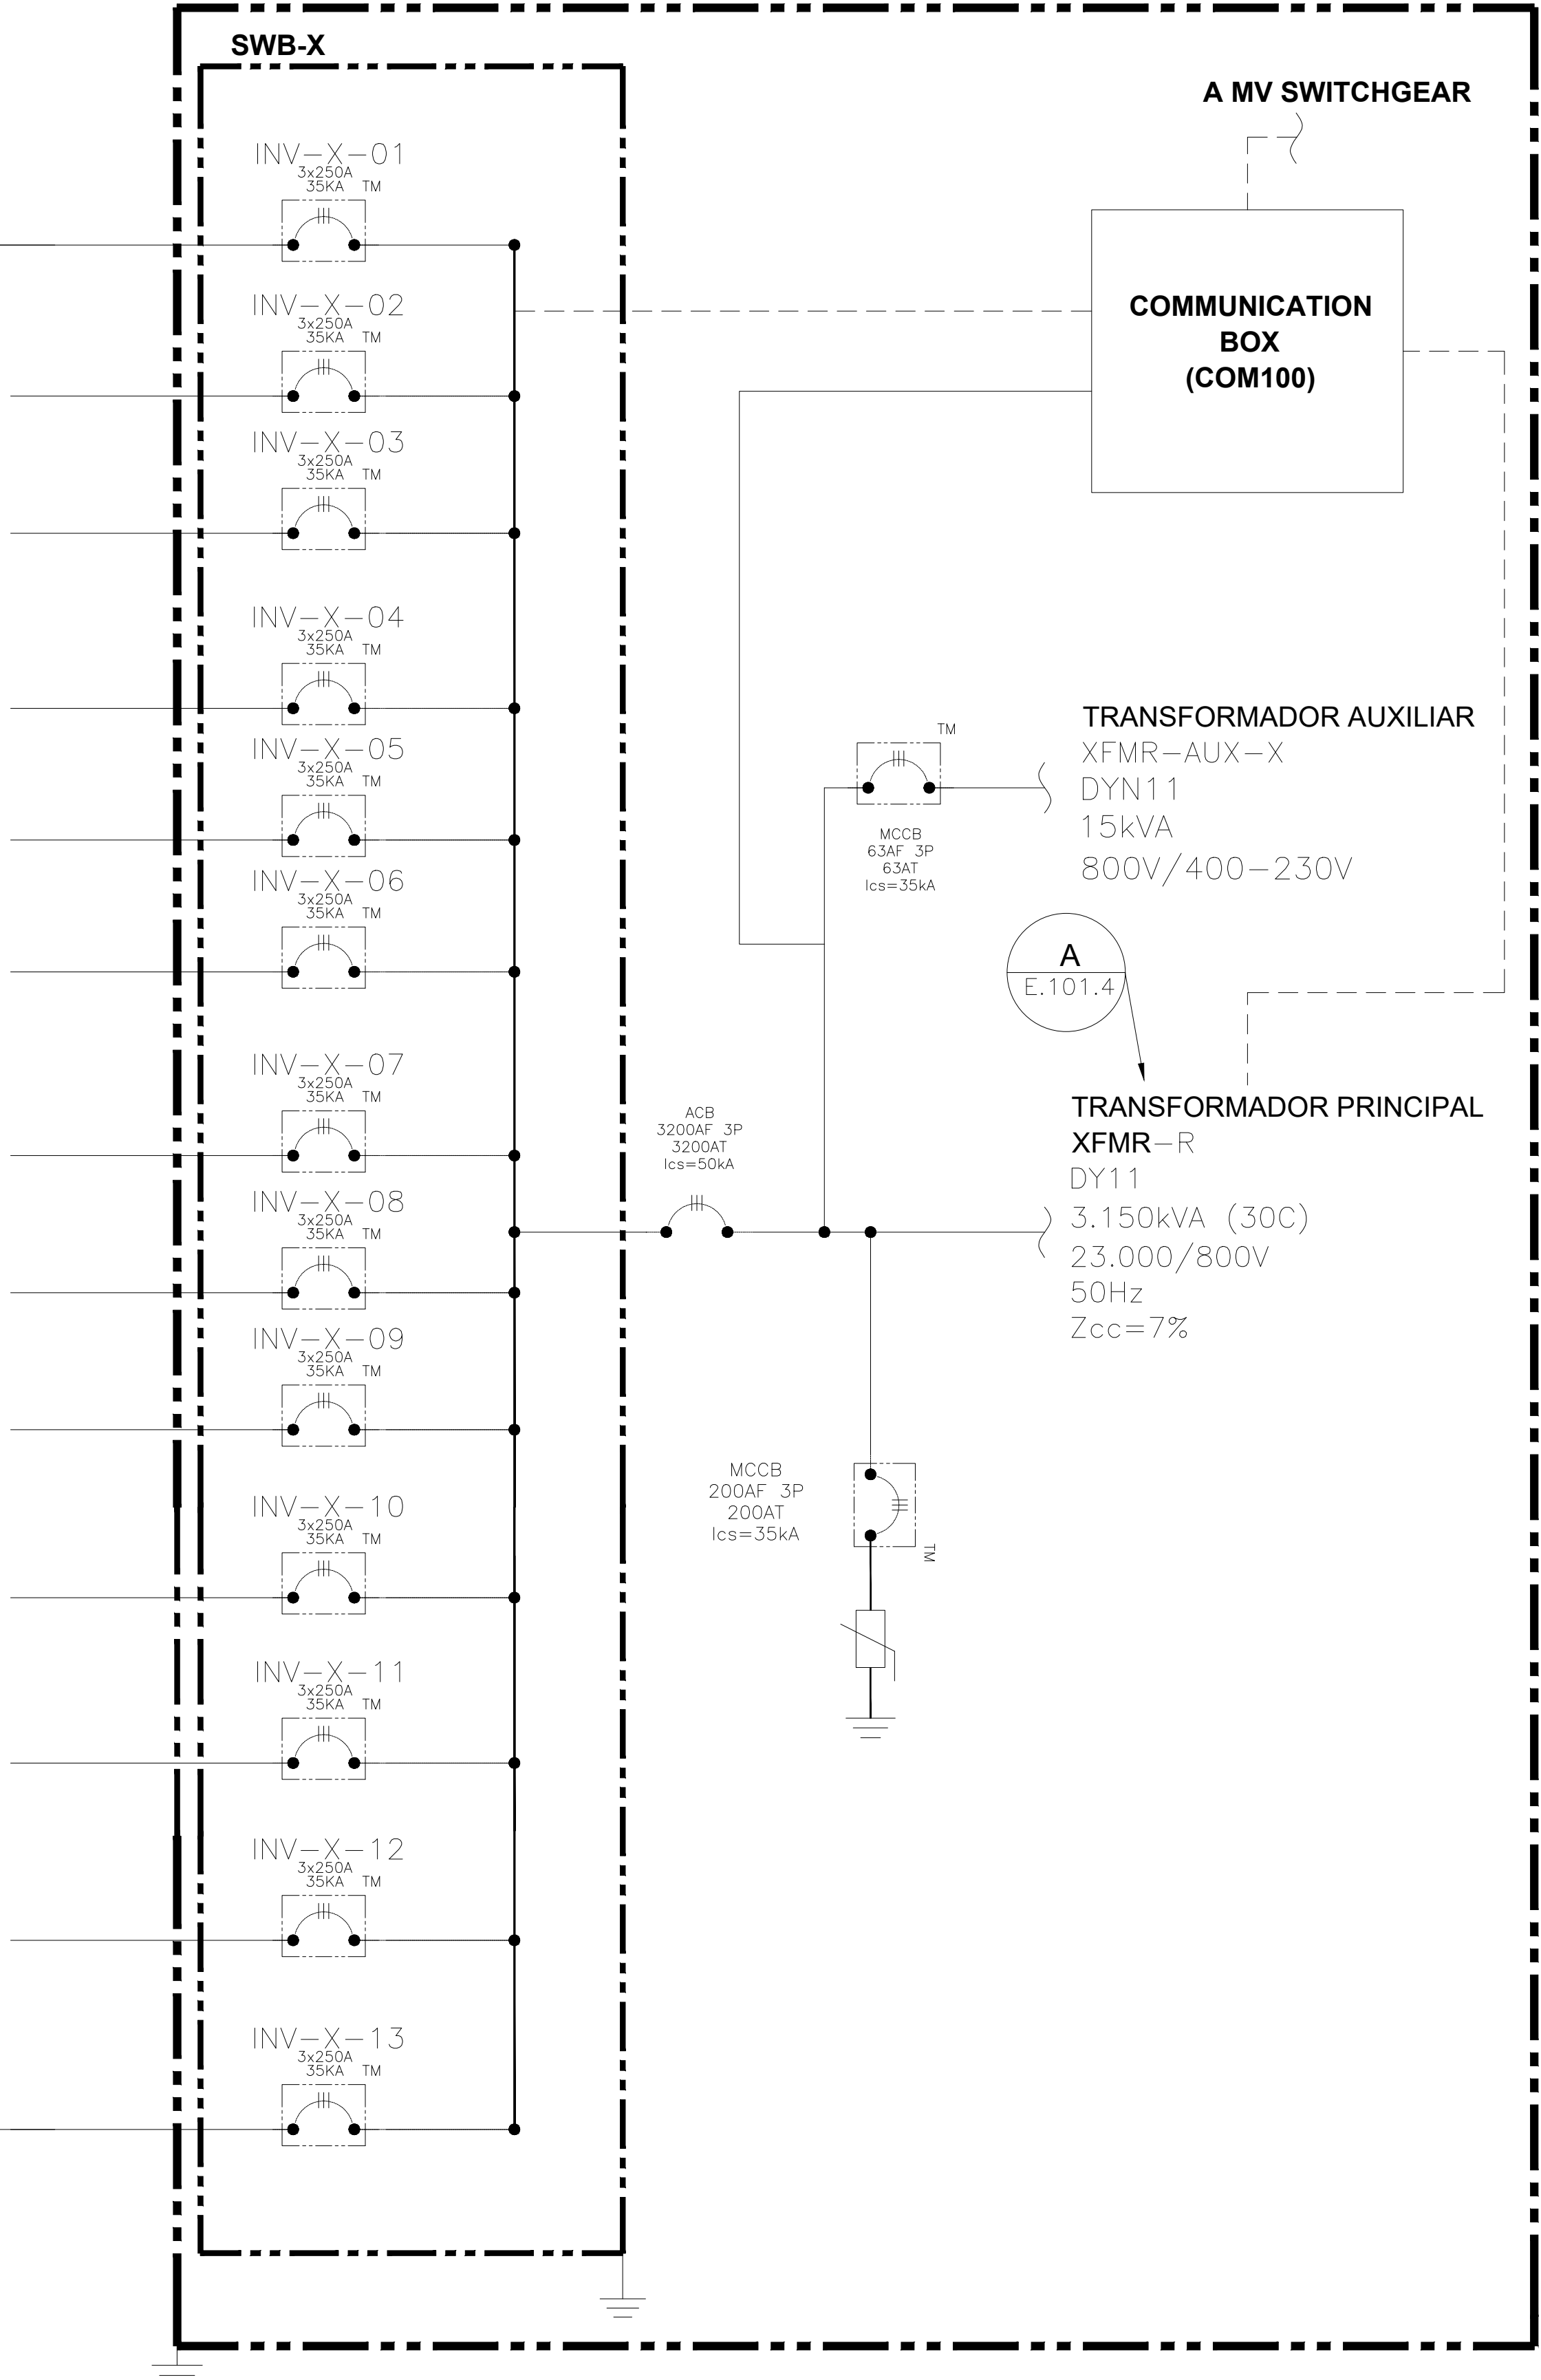 SWB-X
A MV SWITCHGEAR
INV-X-01
3x250A
35KA TM
INV-X-02
3x250A
35KA TM
COMMUNICATION
BOX
(COM100)
INV-X-03
3x250A
35KA TM
INV-X-04
3x250A
35KA TM
INV-X-05
3x250A
35KA TM
INV-X-06
3x250A
35KA TM
TM
MCCB
63AF 3P
63AT
Ics=35kA
TRANSFORMADOR AUXILIAR
XFMR-AUX-X
DYN11
15kVA
800V/400-230V
A
E.101.4
INV-X-07
3x250A
35KA TM
ACB
3200AF 3P
3200AT
Ics=50kA
TRANSFORMADOR PRINCIPAL
XFMR-R
DY11
3.150kVA (30C)
23.000/800V
50Hz
Zcc=7%
INV-X-08
3x250A
35KA TM
INV-X-09
3x250A
35KA TM
MCCB
200AF 3P
200AT
Ics=35kA
TM
INV-X-10
3x250A
35KA TM
INV-X-11
3x250A
35KA TM
INV-X-12
3x250A
35KA TM
INV-X-13
3x250A
35KA TM